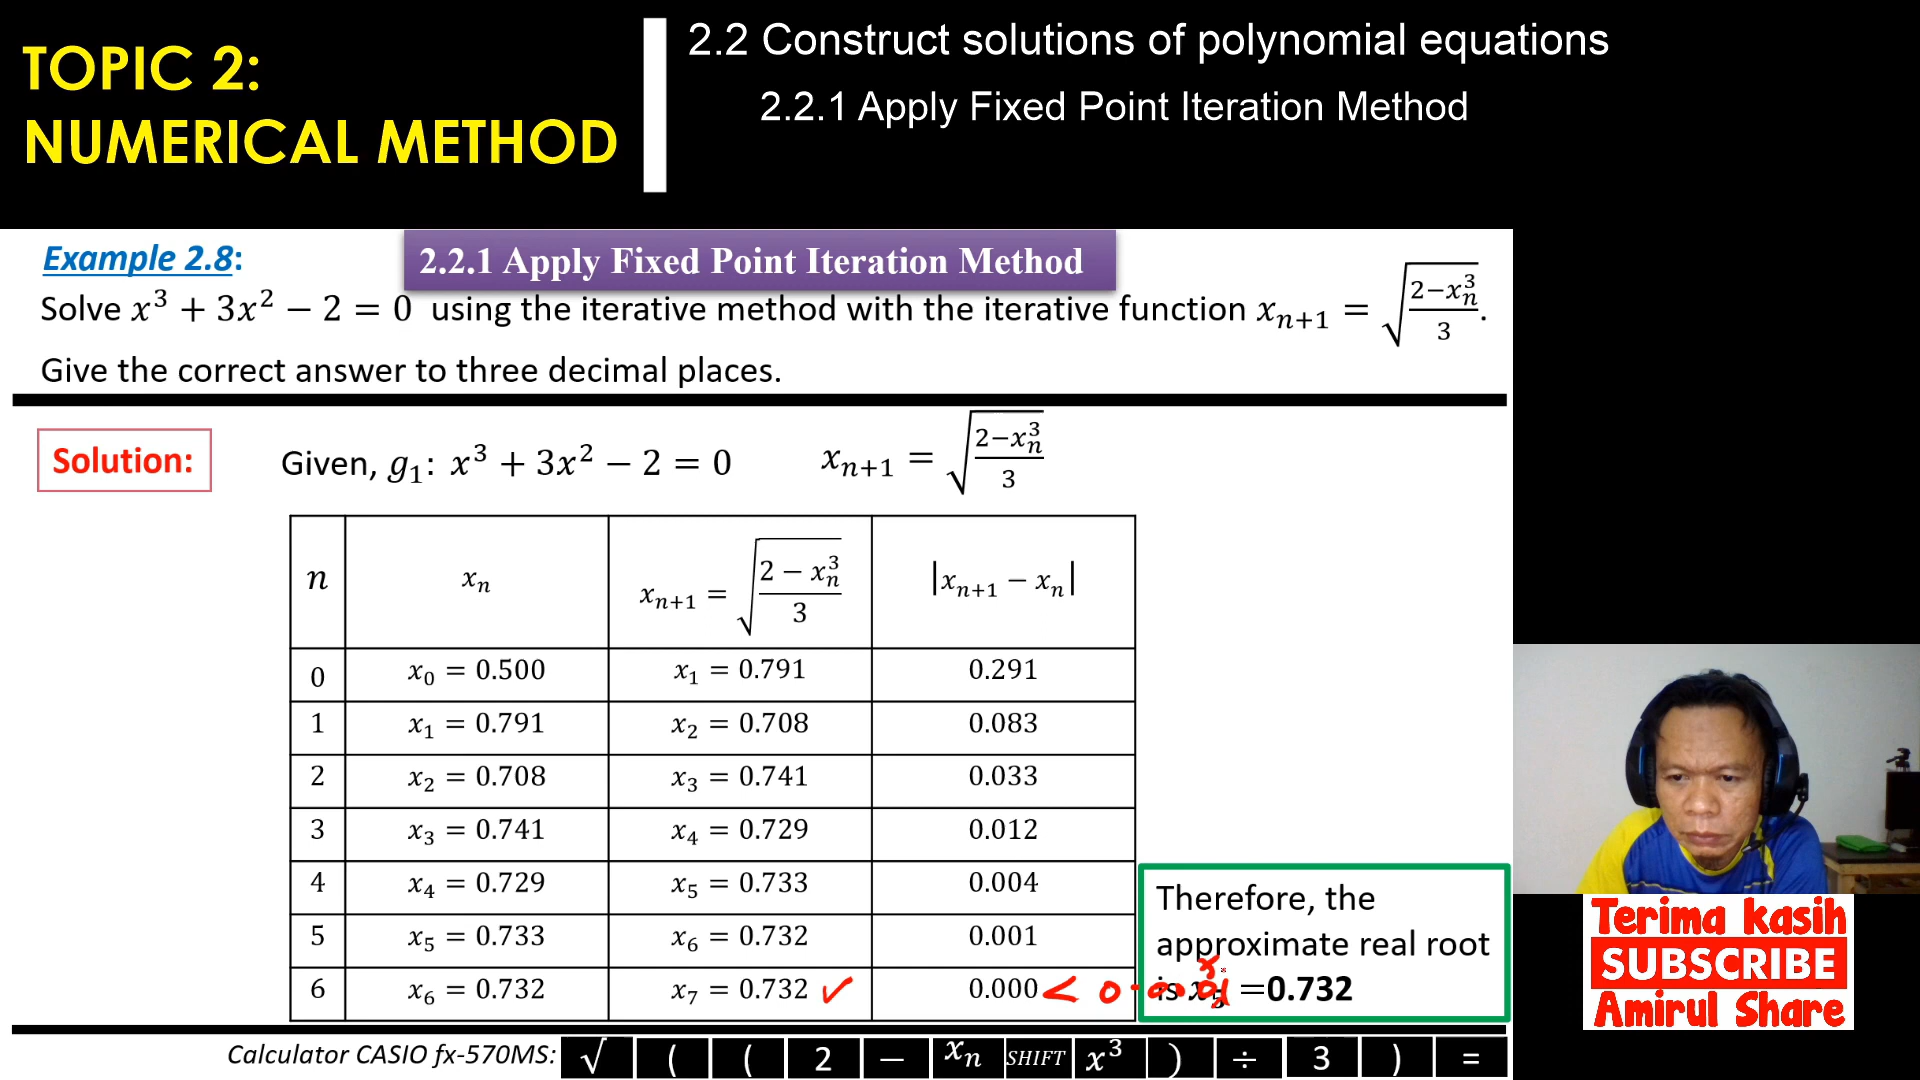 TOPIC 2:
NUMERICAL METHOD
2.2 Construct solutions of polynomial equations
2.2.1 Apply Fixed Point Iteration Method
Example 2.8:
2.2.1 Apply Fixed Point Iteration Method
Solve x³ + 3x² − 2 = 0 using the iterative method with the iterative function xₙ₊₁ = √((2−xₙ³)/3).
Give the correct answer to three decimal places.
Solution:
Given, g₁: x³ + 3x² − 2 = 0 xₙ₊₁ = √((2−xₙ³)/3)
n xₙ xₙ₊₁ = √((2 − xₙ³)/3) |xₙ₊₁ − xₙ|
0 x₀ = 0.500 x₁ = 0.791 0.291
1 x₁ = 0.791 x₂ = 0.708 0.083
2 x₂ = 0.708 x₃ = 0.741 0.033
3 x₃ = 0.741 x₄ = 0.729 0.012
4 x₄ = 0.729 x₅ = 0.733 0.004
5 x₅ = 0.733 x₆ = 0.732 0.001
6 x₆ = 0.732 x₇ = 0.732 ✓ 0.000 <
Therefore, the
approximate real root
is = 0.732
Calculator CASIO fx-570MS: √ ( ( 2 − xₙ SHIFT x³ ) ÷ 3 ) =
Terima kasih
SUBSCRIBE
Amirul Share